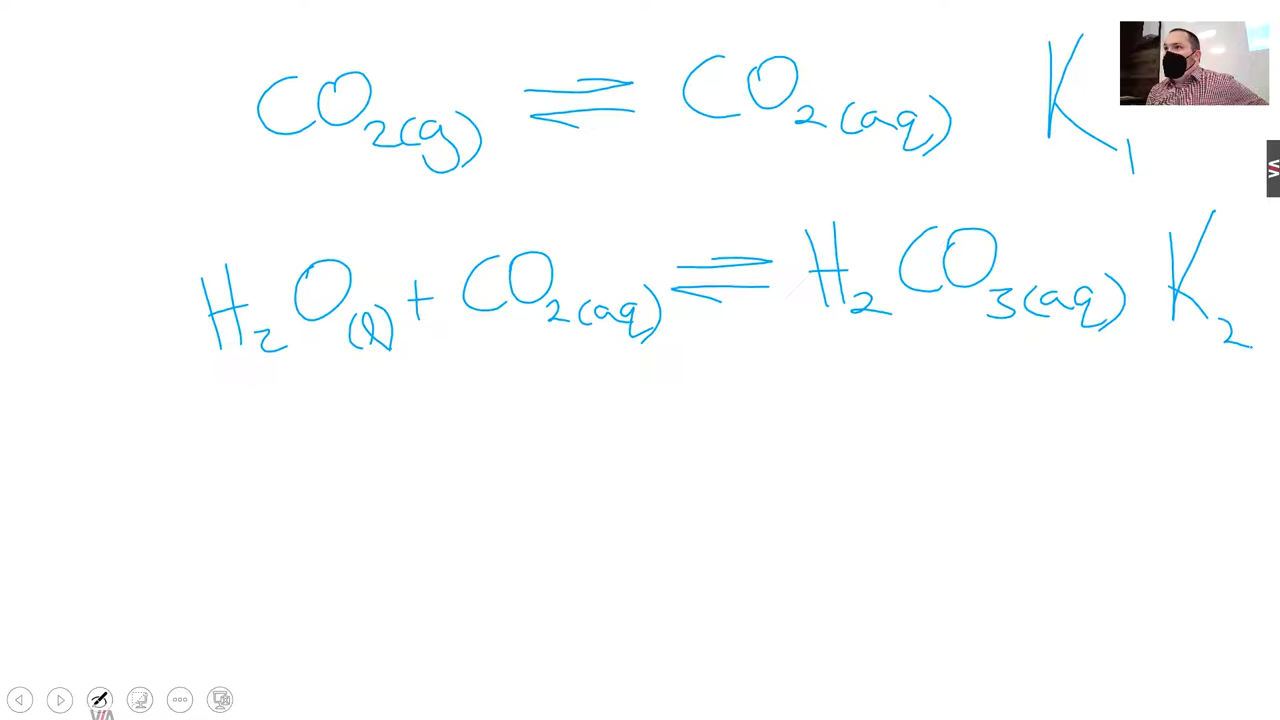 CO₂(g) ⇌ CO₂(aq) K₁
H₂O(l) + CO₂(aq) ⇌ H₂CO₃(aq) K₂